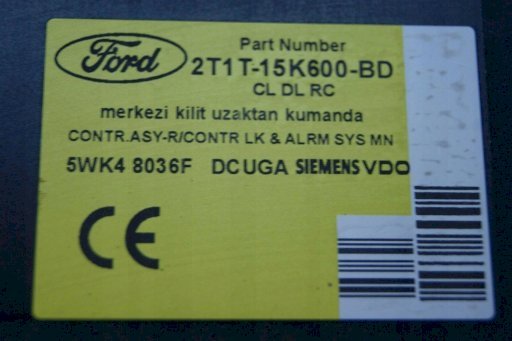 Ford
Part Number
2T1T-15K600-BD
CL DL RC
merkezi kilit uzaktan kumanda
CONTR.ASY-R/CONTR LK & ALRM SYS MN
5WK4 8036F DCUGA SIEMENS VDO
CE